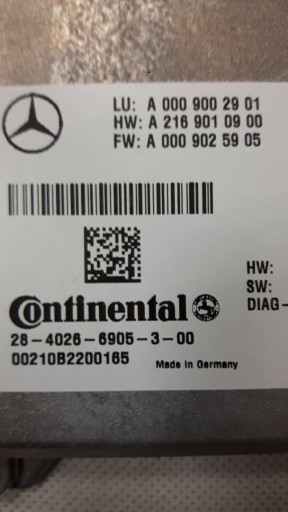 LU: A 000 900 29 01
HW: A 216 901 09 00
FW: A 000 902 59 05
HW:
SW:
DIAG-
Continental
28-4026-6905-3-00
00210B2200165 Made in Germany